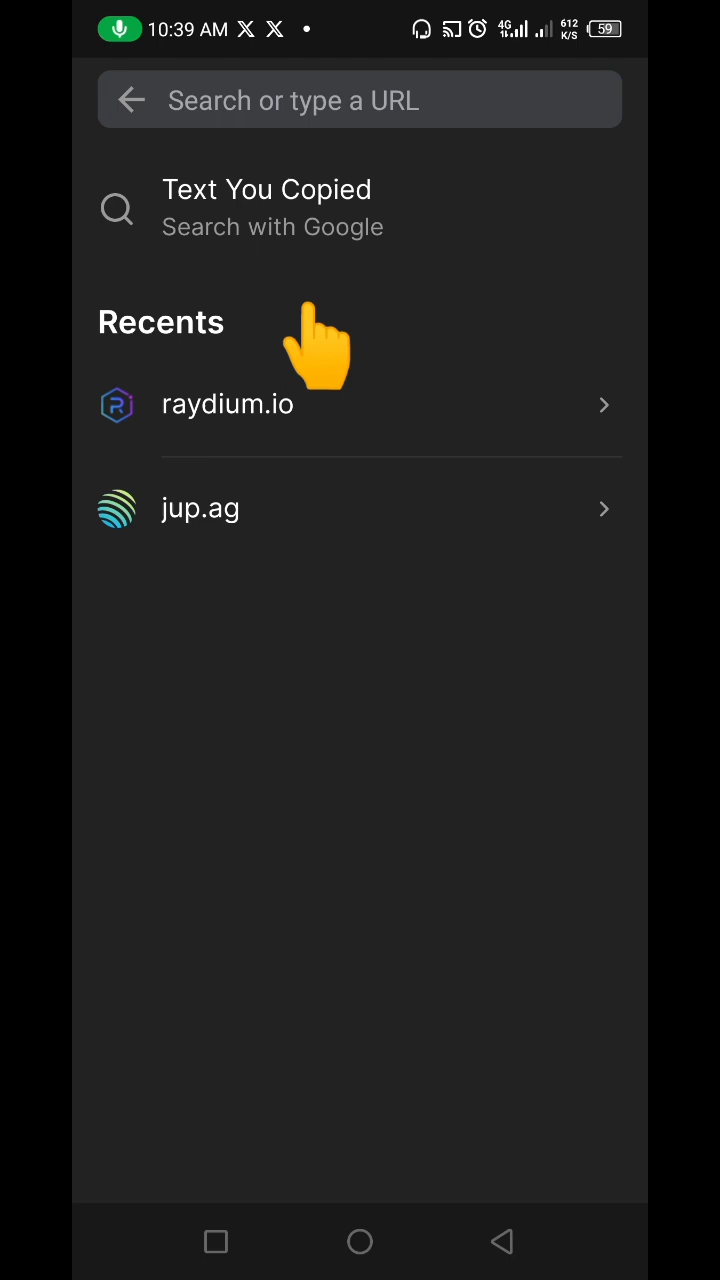 10:39 AM
4G
612
K/S
59
Search or type a URL
Text You Copied
Search with Google
Recents
raydium.io
jup.ag